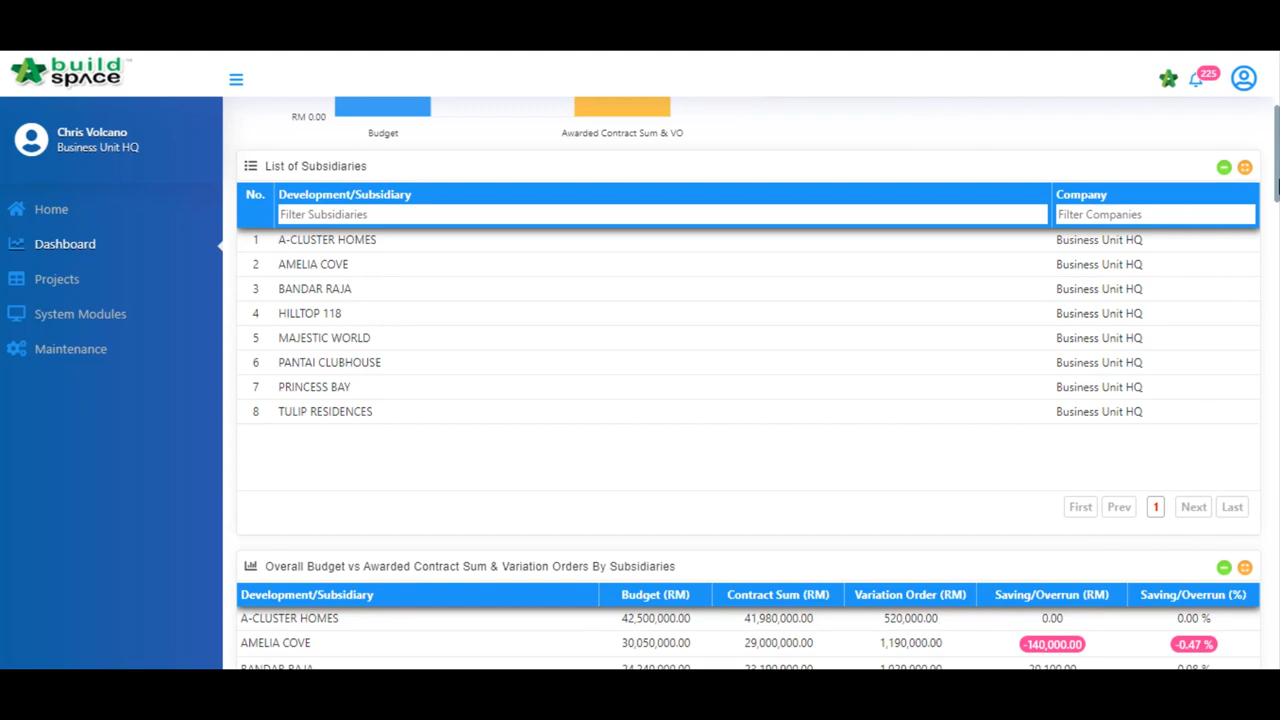 build space™
225
Chris Volcano
Business Unit HQ
Home
Dashboard
Projects
System Modules
Maintenance
RM 0.00
Budget
Awarded Contract Sum & VO
List of Subsidiaries
No. Development/Subsidiary Company
Filter Subsidiaries Filter Companies
1 A-CLUSTER HOMES Business Unit HQ
2 AMELIA COVE Business Unit HQ
3 BANDAR RAJA Business Unit HQ
4 HILLTOP 118 Business Unit HQ
5 MAJESTIC WORLD Business Unit HQ
6 PANTAI CLUBHOUSE Business Unit HQ
7 PRINCESS BAY Business Unit HQ
8 TULIP RESIDENCES Business Unit HQ
First Prev 1 Next Last
Overall Budget vs Awarded Contract Sum & Variation Orders By Subsidiaries
Development/Subsidiary Budget (RM) Contract Sum (RM) Variation Order (RM) Saving/Overrun (RM) Saving/Overrun (%)
A-CLUSTER HOMES 42,500,000.00 41,980,000.00 520,000.00 0.00 0.00 %
AMELIA COVE 30,050,000.00 29,000,000.00 1,190,000.00 -140,000.00 -0.47 %
BANDAR RAJA